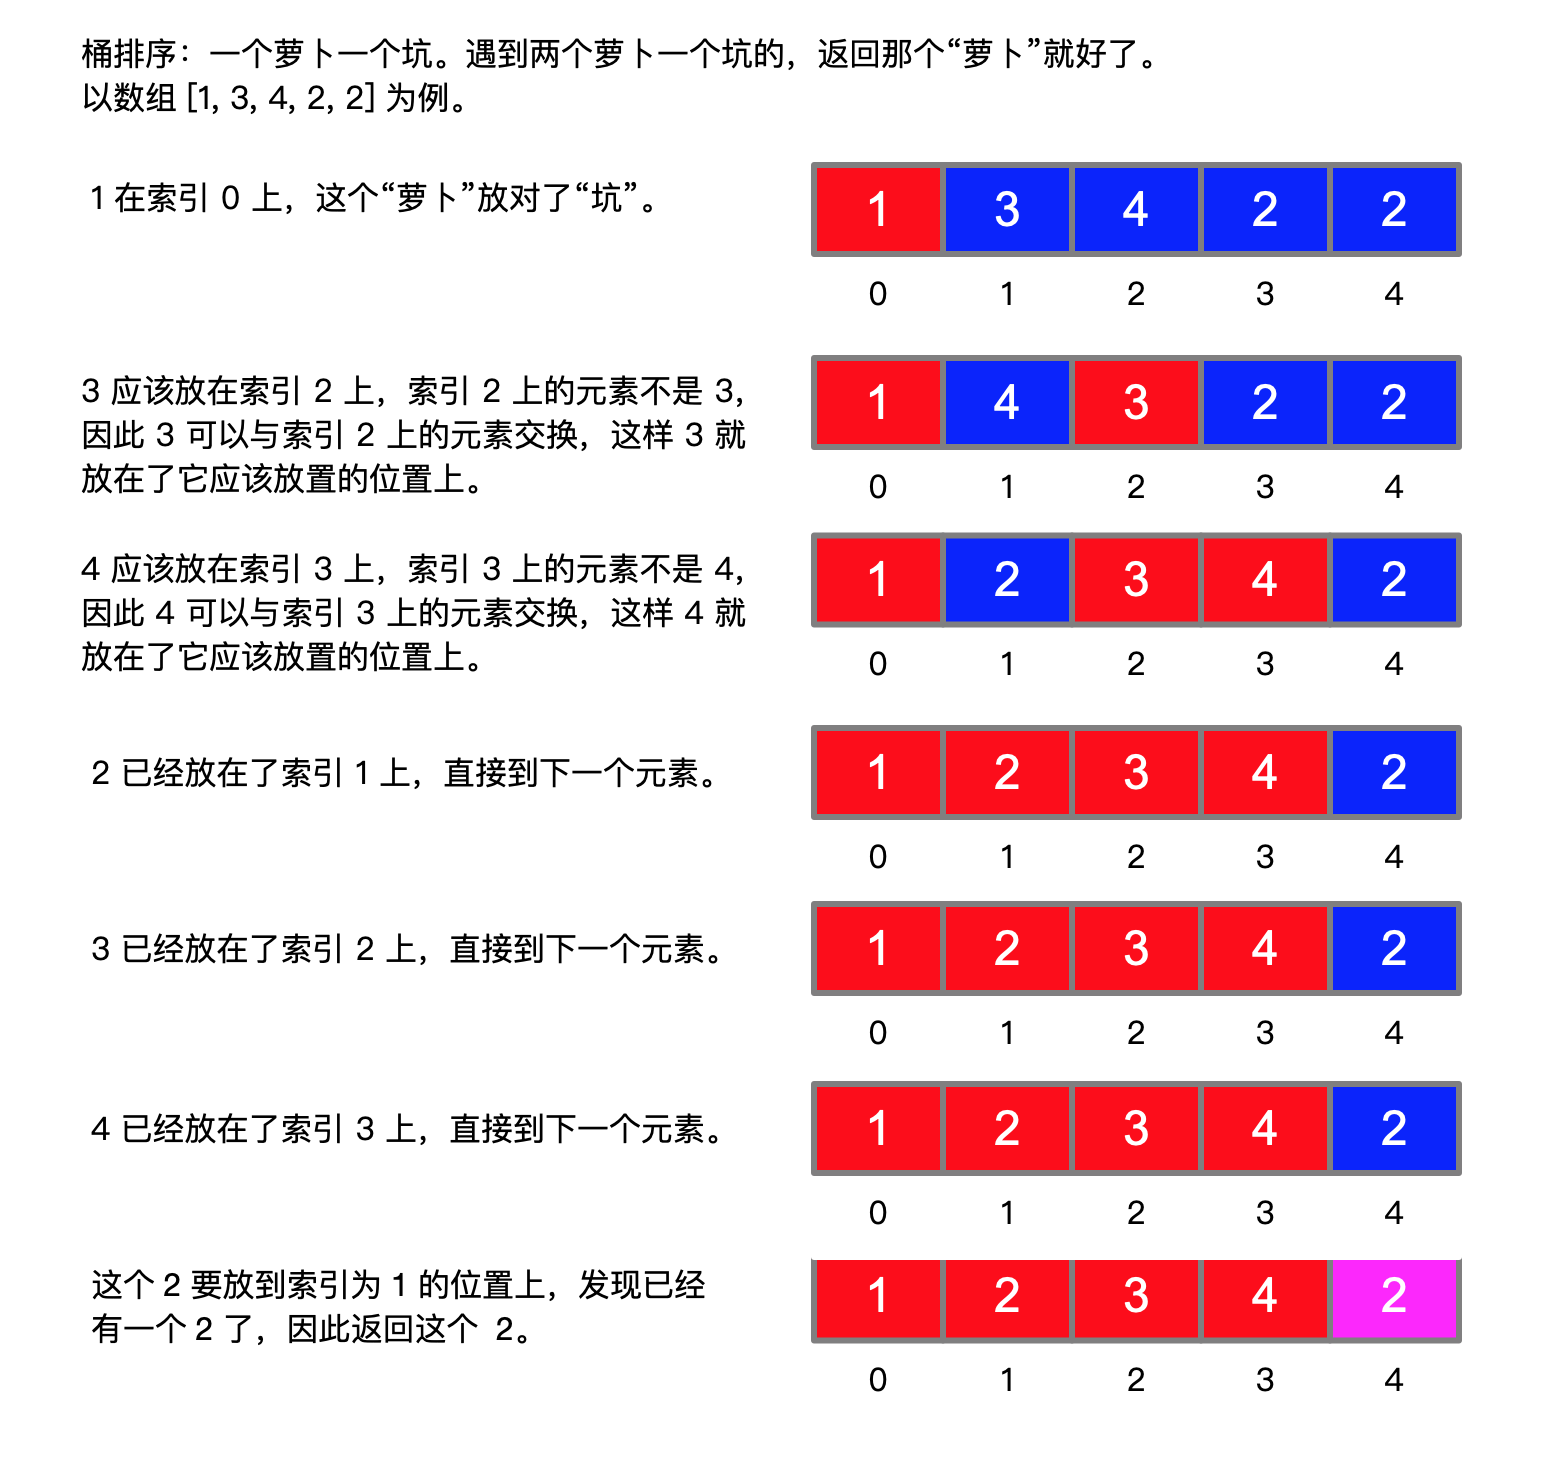 桶排序：一个萝卜一个坑。遇到两个萝卜一个坑的，返回那个“萝卜”就好了。
以数组 [1, 3, 4, 2, 2] 为例。
1 在索引 0 上，这个“萝卜”放对了“坑”。
1 3 4 2 2
0 1 2 3 4
3 应该放在索引 2 上，索引 2 上的元素不是 3，
因此 3 可以与索引 2 上的元素交换，这样 3 就
放在了它应该放置的位置上。
1 4 3 2 2
0 1 2 3 4
4 应该放在索引 3 上，索引 3 上的元素不是 4，
因此 4 可以与索引 3 上的元素交换，这样 4 就
放在了它应该放置的位置上。
1 2 3 4 2
0 1 2 3 4
2 已经放在了索引 1 上，直接到下一个元素。
1 2 3 4 2
0 1 2 3 4
3 已经放在了索引 2 上，直接到下一个元素。
1 2 3 4 2
0 1 2 3 4
4 已经放在了索引 3 上，直接到下一个元素。
1 2 3 4 2
0 1 2 3 4
这个 2 要放到索引为 1 的位置上，发现已经
有一个 2 了，因此返回这个 2。
1 2 3 4 2
0 1 2 3 4